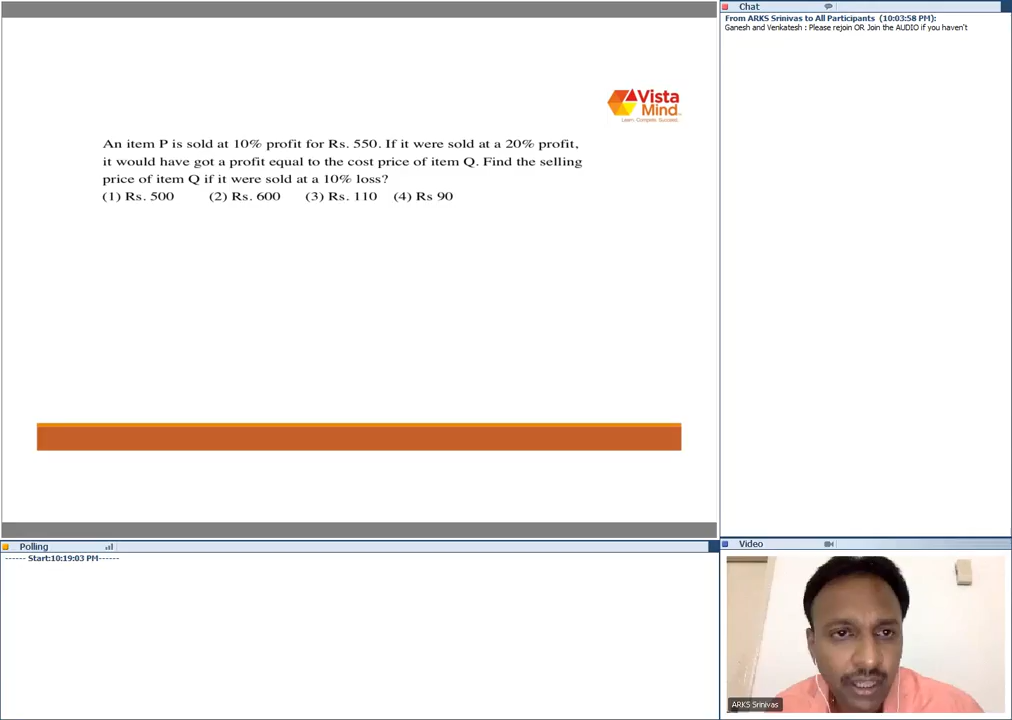 Chat
From ARKS Srinivas to All Participants (10:03:58 PM):
Ganesh and Venkatesh : Please rejoin OR Join the AUDIO if you haven't
Vista
Mind
Learn. Compete. Succeed.
An item P is sold at 10% profit for Rs. 550. If it were sold at a 20% profit,
it would have got a profit equal to the cost price of item Q. Find the selling
price of item Q if it were sold at a 10% loss?
(1) Rs. 500 (2) Rs. 600 (3) Rs. 110 (4) Rs 90
Polling
------ Start:10:19:03 PM------
Video
ARKS Srinivas